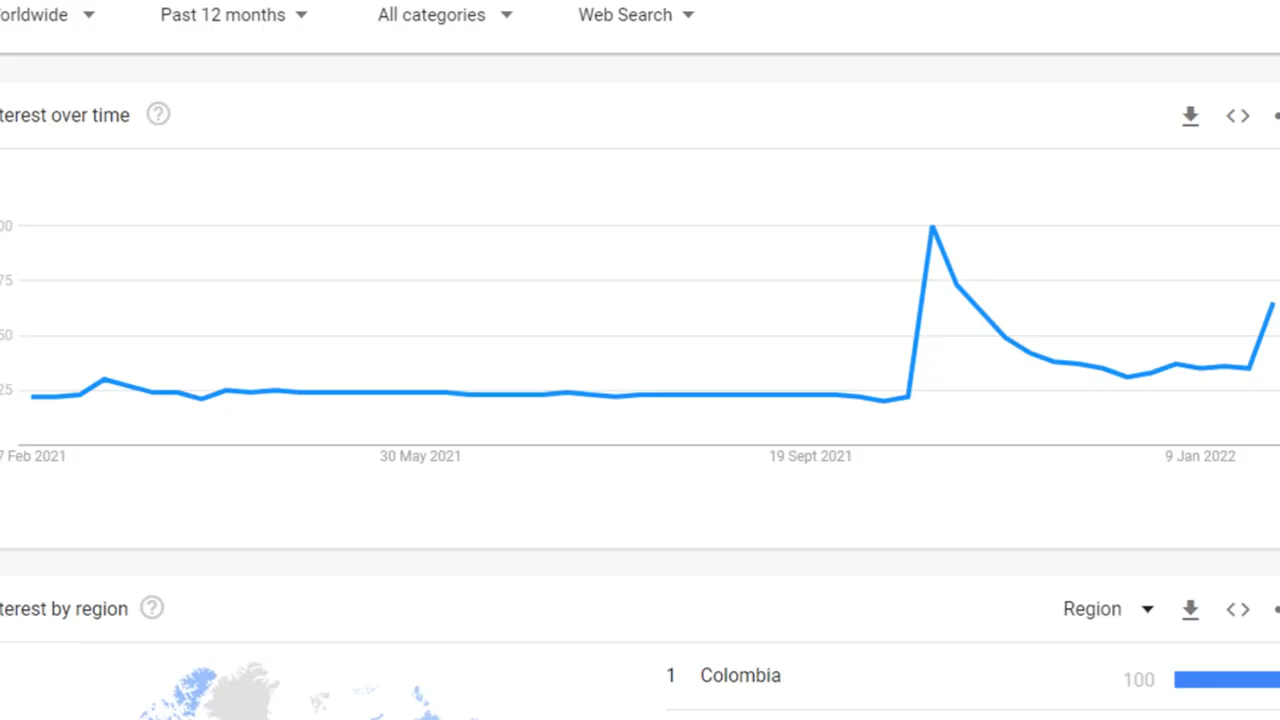 orldwide Past 12 months All categories Web Search
terest over time ?
00
75
50
25
7 Feb 2021 30 May 2021 19 Sept 2021 9 Jan 2022
terest by region ? Region
1 Colombia 100